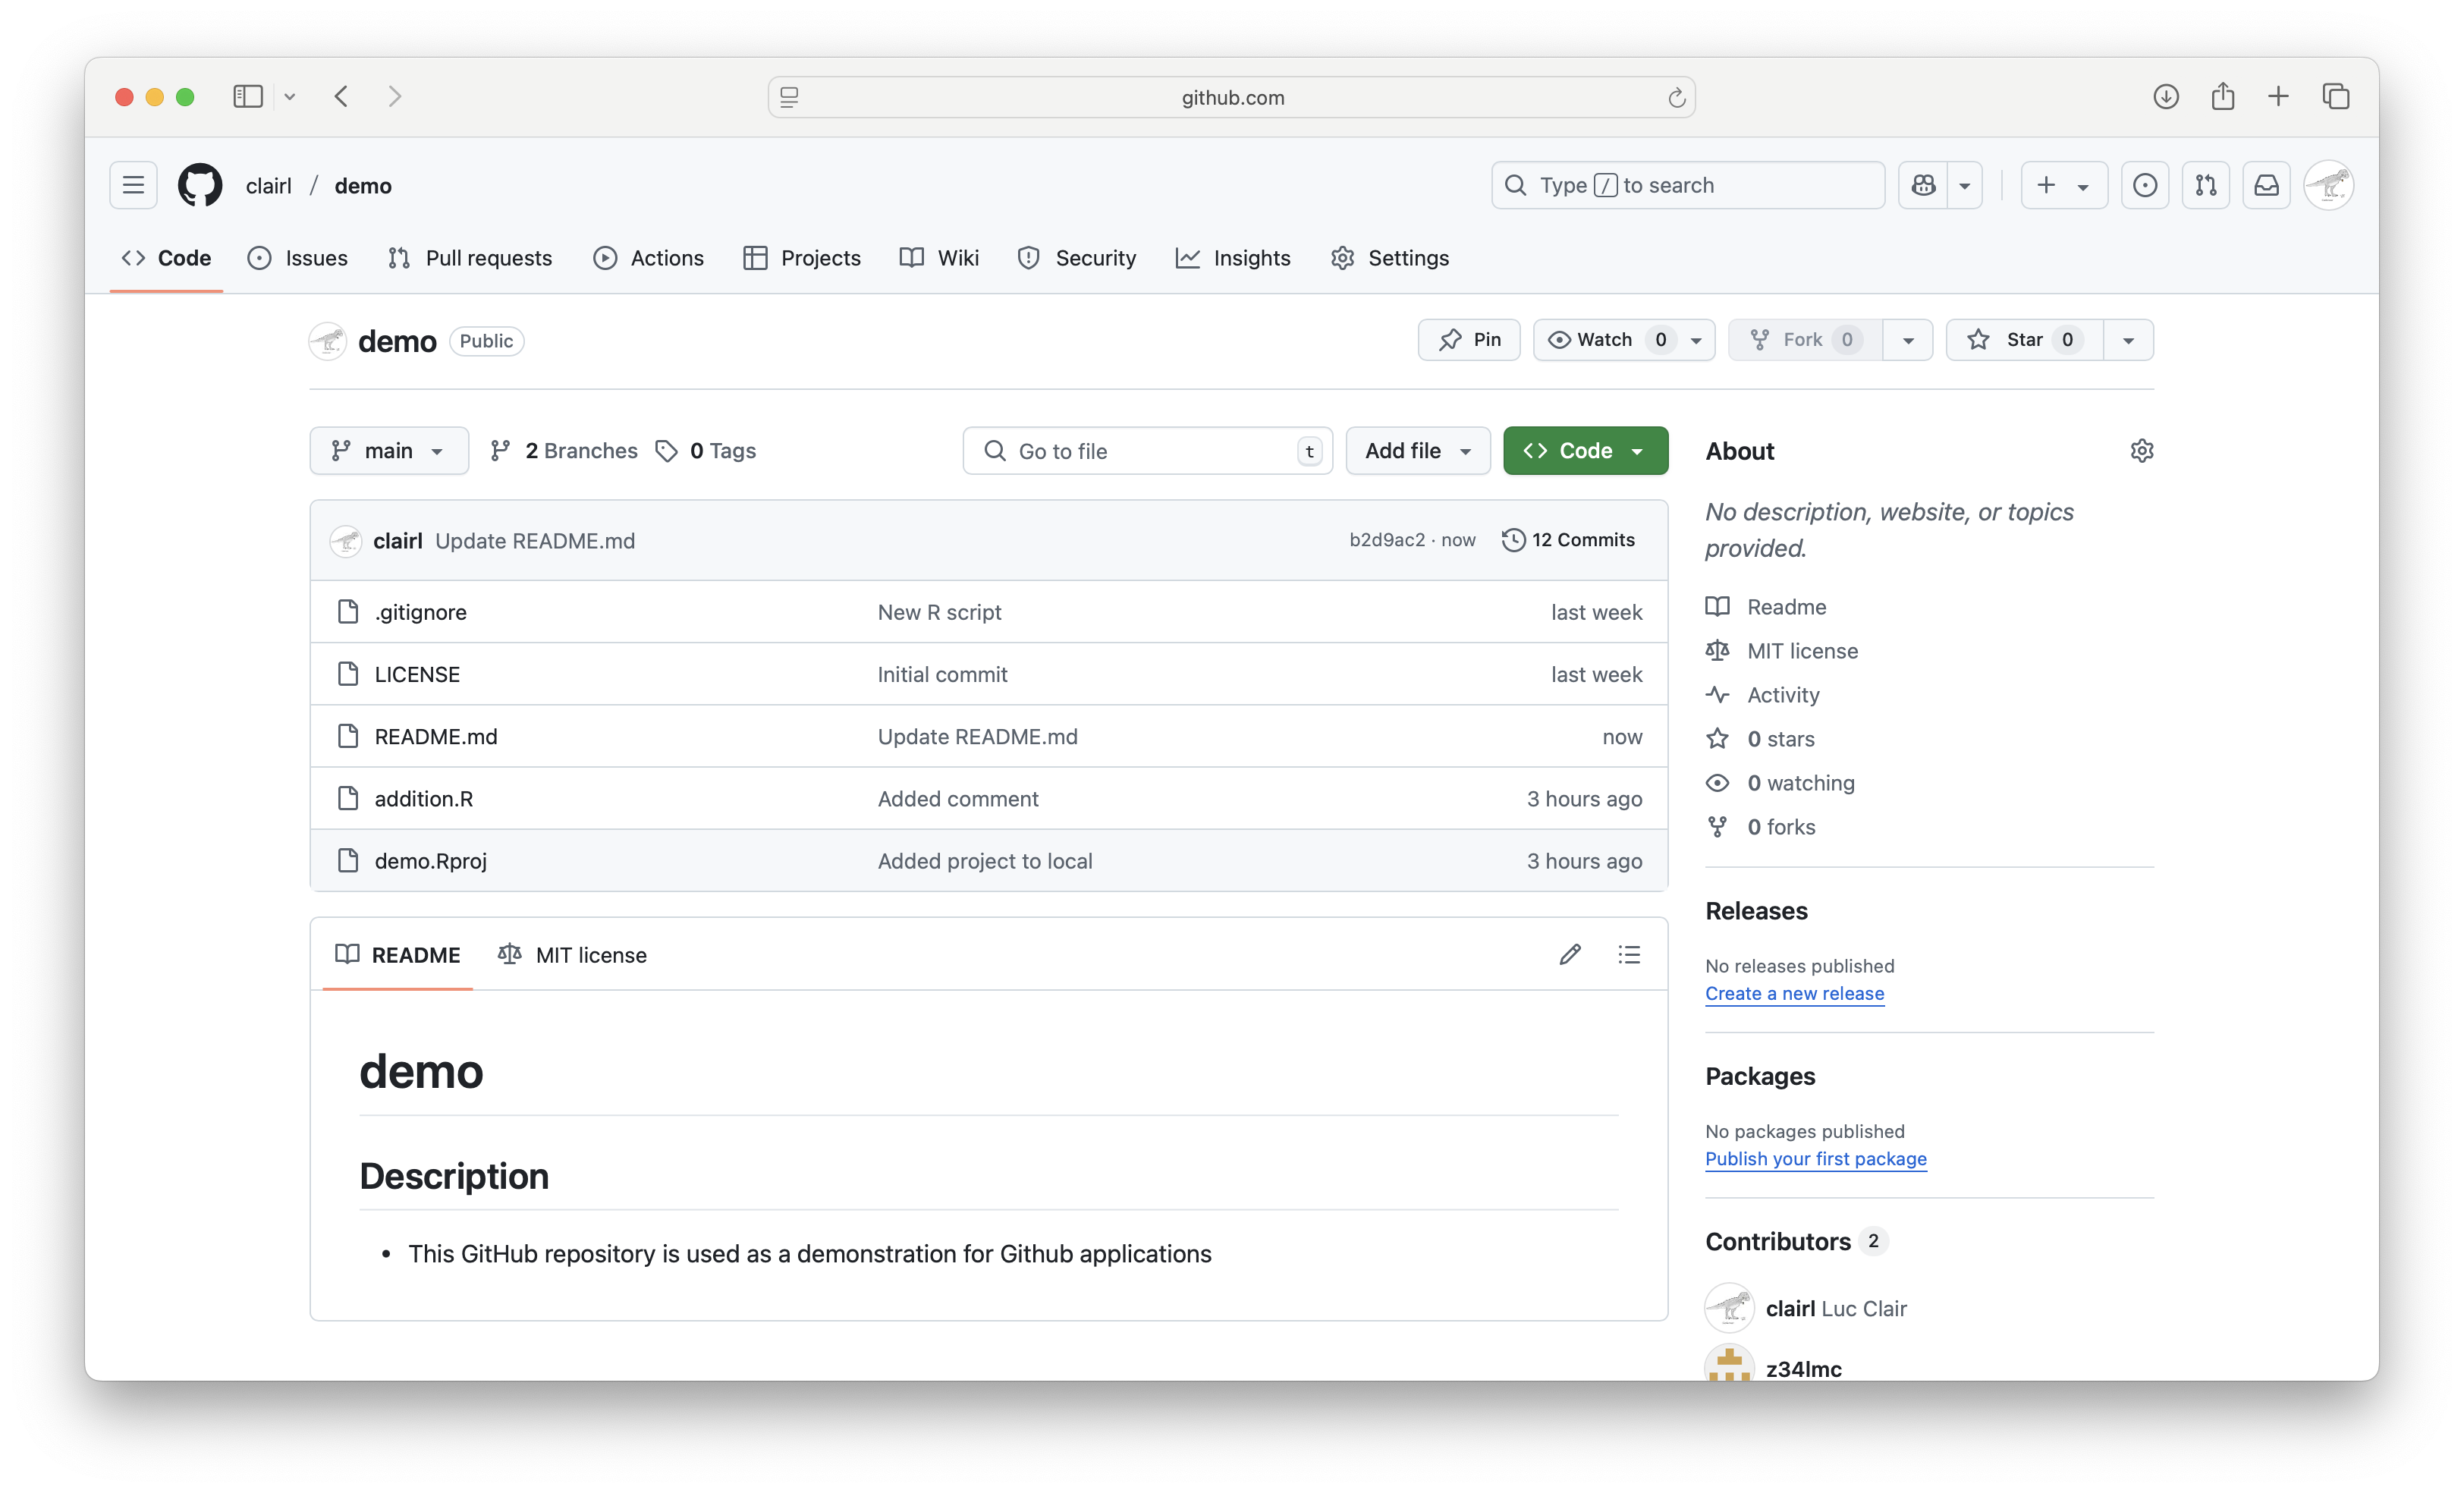 github.com
clairl / demo
Type / to search
Code Issues Pull requests Actions Projects Wiki Security Insights Settings
demo Public
Pin Watch 0 Fork 0 Star 0
main 2 Branches 0 Tags Go to file t Add file Code
clairl Update README.md b2d9ac2 · now 12 Commits
.gitignore New R script last week
LICENSE Initial commit last week
README.md Update README.md now
addition.R Added comment 3 hours ago
demo.Rproj Added project to local 3 hours ago
README MIT license
demo
Description
• This GitHub repository is used as a demonstration for Github applications
About
No description, website, or topics
provided.
Readme
MIT license
Activity
0 stars
0 watching
0 forks
Releases
No releases published
Create a new release
Packages
No packages published
Publish your first package
Contributors 2
clairl Luc Clair
z34lmc